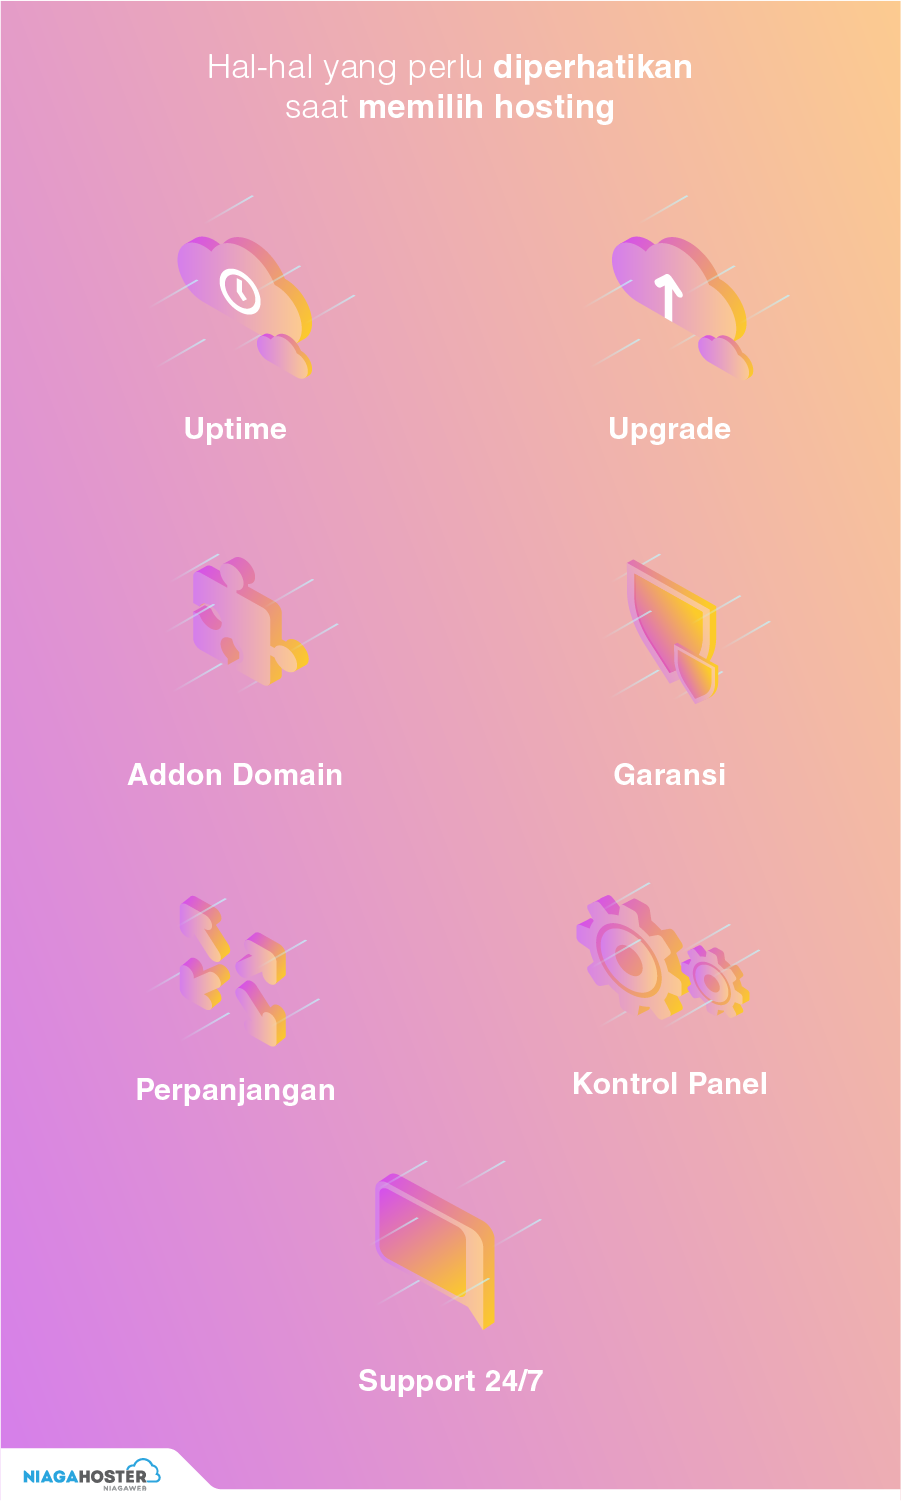 Hal-hal yang perlu diperhatikan
saat memilih hosting
Uptime
Upgrade
Addon Domain
Garansi
Perpanjangan
Kontrol Panel
Support 24/7
NIAGAHOSTER
NIAGAWEB